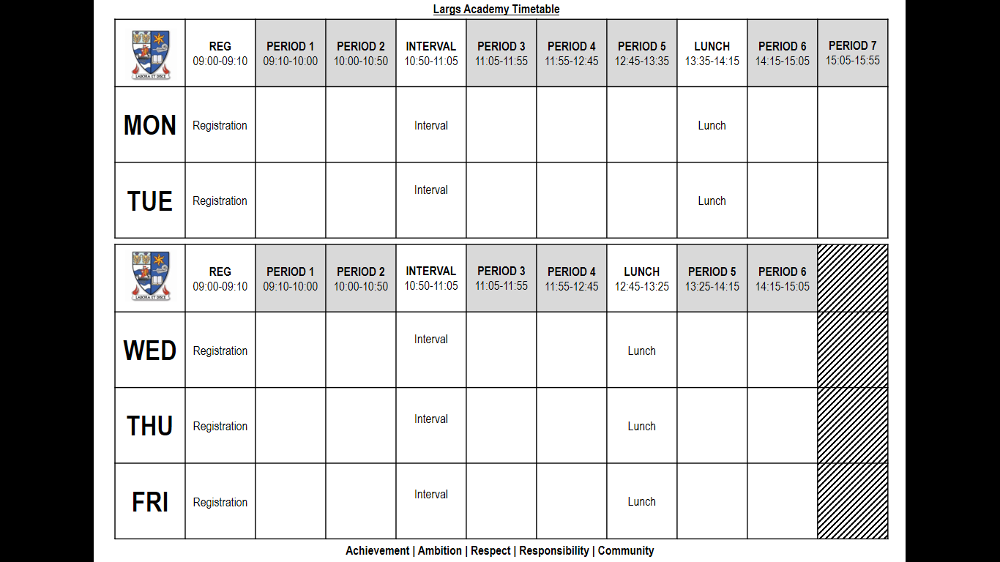 Largs Academy Timetable
REG PERIOD 1 PERIOD 2 INTERVAL PERIOD 3 PERIOD 4 PERIOD 5 LUNCH PERIOD 6 PERIOD 7
09:00-09:10 09:10-10:00 10:00-10:50 10:50-11:05 11:05-11:55 11:55-12:45 12:45-13:35 13:35-14:15 14:15-15:05 15:05-15:55
LABORA ET DISCE
MON Registration Interval Lunch
TUE Registration Interval Lunch
REG PERIOD 1 PERIOD 2 INTERVAL PERIOD 3 PERIOD 4 LUNCH PERIOD 5 PERIOD 6
09:00-09:10 09:10-10:00 10:00-10:50 10:50-11:05 11:05-11:55 11:55-12:45 12:45-13:25 13:25-14:15 14:15-15:05
LABORA ET DISCE
WED Registration Interval Lunch
THU Registration Interval Lunch
FRI Registration Interval Lunch
Achievement | Ambition | Respect | Responsibility | Community